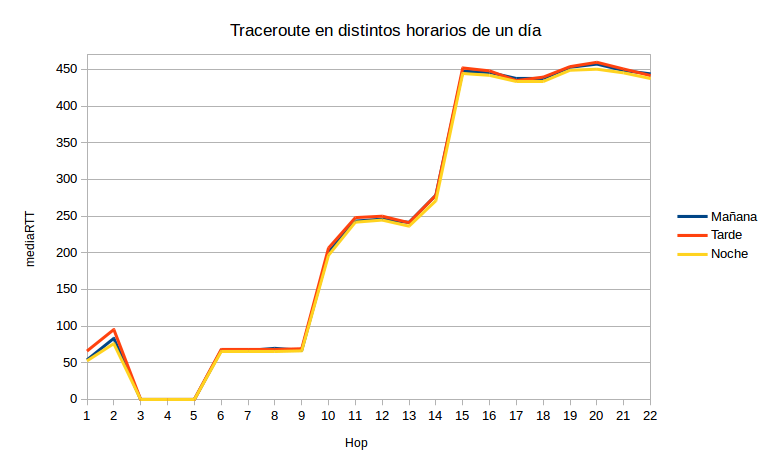 Traceroute en distintos horarios de un día
450
400
350
300
250
200
150
100
50
0
mediaRTT
1 2 3 4 5 6 7 8 9 10 11 12 13 14 15 16 17 18 19 20 21 22
Hop
Mañana
Tarde
Noche